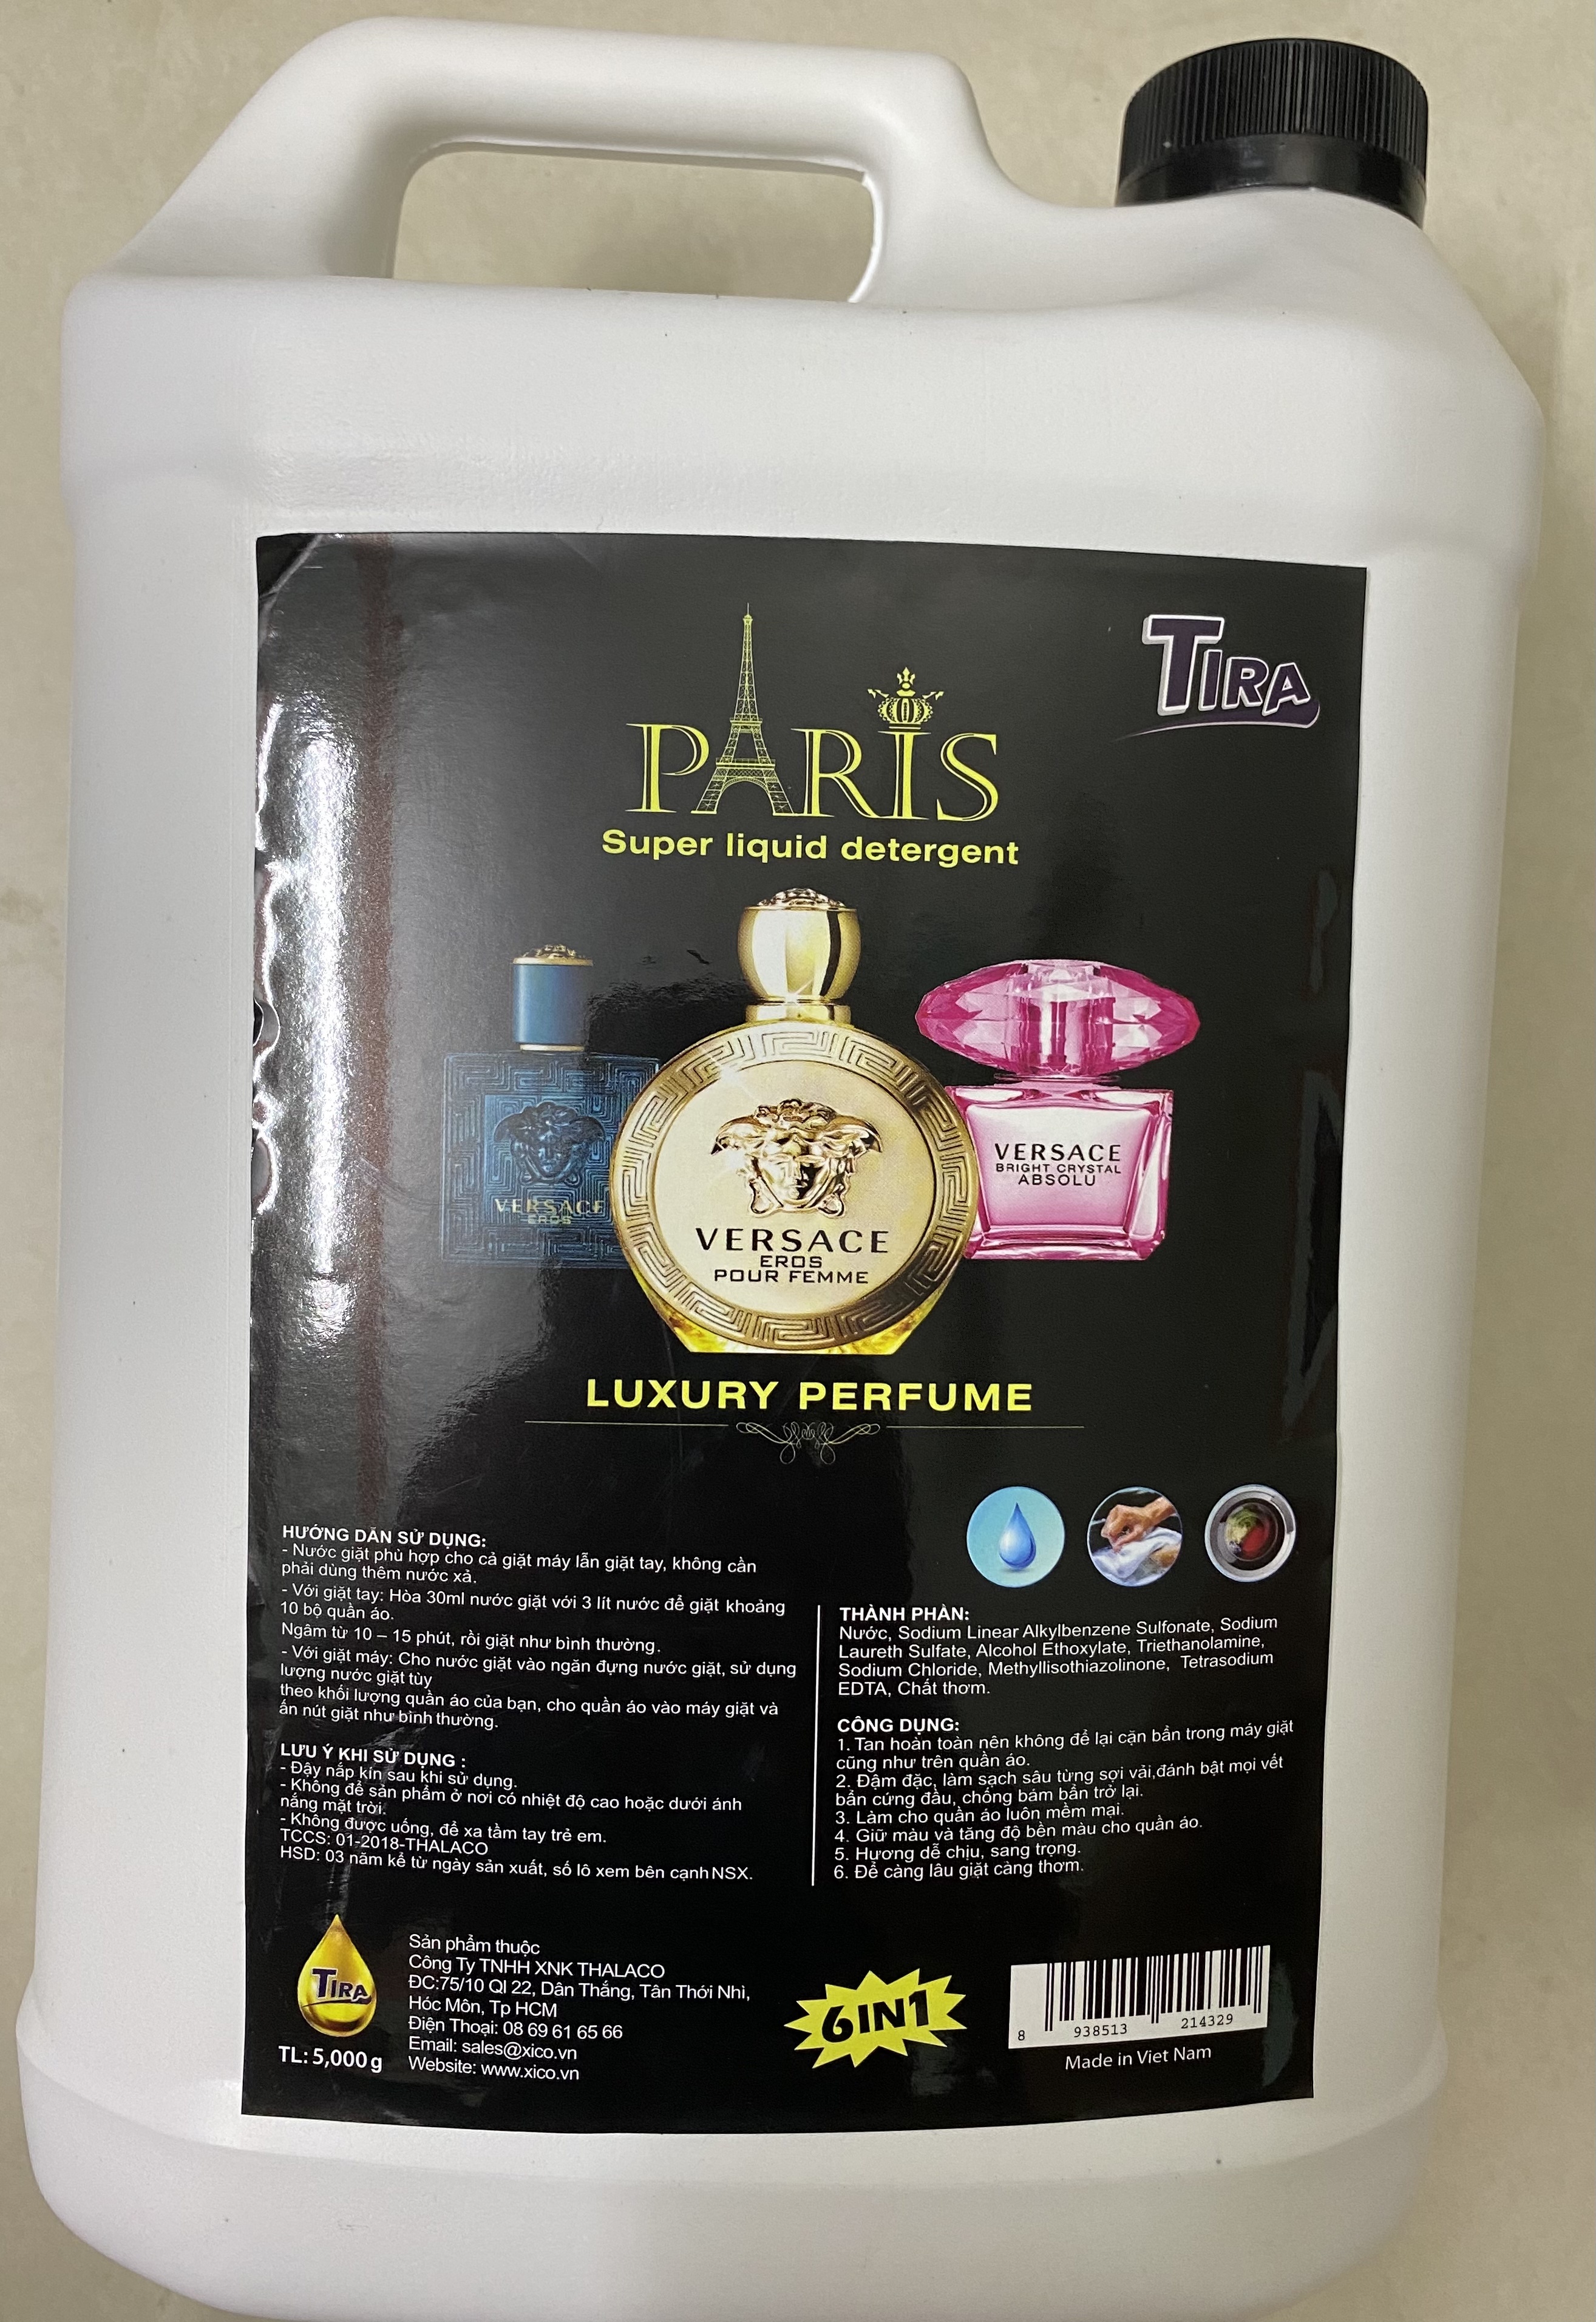 PARIS
TIRA
Super liquid detergent
VERSACE
EROS
VERSACE
EROS
POUR FEMME
VERSACE
BRIGHT CRYSTAL
ABSOLU
LUXURY PERFUME
HƯỚNG DẪN SỬ DỤNG:
- Nước giặt phù hợp cho cả giặt máy lẫn giặt tay, không cần
phải dùng thêm nước xả.
- Với giặt tay: Hòa 30ml nước giặt với 3 lít nước để giặt khoảng
10 bộ quần áo.
Ngâm từ 10 – 15 phút, rồi giặt như bình thường.
- Với giặt máy: Cho nước giặt vào ngăn đựng nước giặt, sử dụng
lượng nước giặt tùy
theo khối lượng quần áo của bạn, cho quần áo vào máy giặt và
ấn nút giặt như bình thường.
LƯU Ý KHI SỬ DỤNG :
- Đậy nắp kín sau khi sử dụng.
- Không để sản phẩm ở nơi có nhiệt độ cao hoặc dưới ánh
nắng mặt trời.
- Không được uống, để xa tầm tay trẻ em.
TCCS: 01-2018-THALACO
HSD: 03 năm kể từ ngày sản xuất, số lô xem bên cạnh NSX.
THÀNH PHẦN:
Nước, Sodium Linear Alkylbenzene Sulfonate, Sodium
Laureth Sulfate, Alcohol Ethoxylate, Triethanolamine,
Sodium Chloride, Methyllisothiazolinone, Tetrasodium
EDTA, Chất thơm.
CÔNG DỤNG:
1. Tan hoàn toàn nên không để lại cặn bẩn trong máy giặt
cũng như trên quần áo.
2. Đậm đặc, làm sạch sâu từng sợi vải,đánh bật mọi vết
bẩn cứng đầu, chống bám bẩn trở lại.
3. Làm cho quần áo luôn mềm mại.
4. Giữ màu và tăng độ bền màu cho quần áo.
5. Hương dễ chịu, sang trọng.
6. Để càng lâu giặt càng thơm.
TIRA
TL: 5,000 g
Sản phẩm thuộc
Công Ty TNHH XNK THALACO
ĐC:75/10 Ql 22, Dân Thắng, Tân Thới Nhì,
Hóc Môn, Tp HCM
Điện Thoại: 08 69 61 65 66
Email: sales@xico.vn
Website: www.xico.vn
6IN1
8 938513 214329
Made in Viet Nam